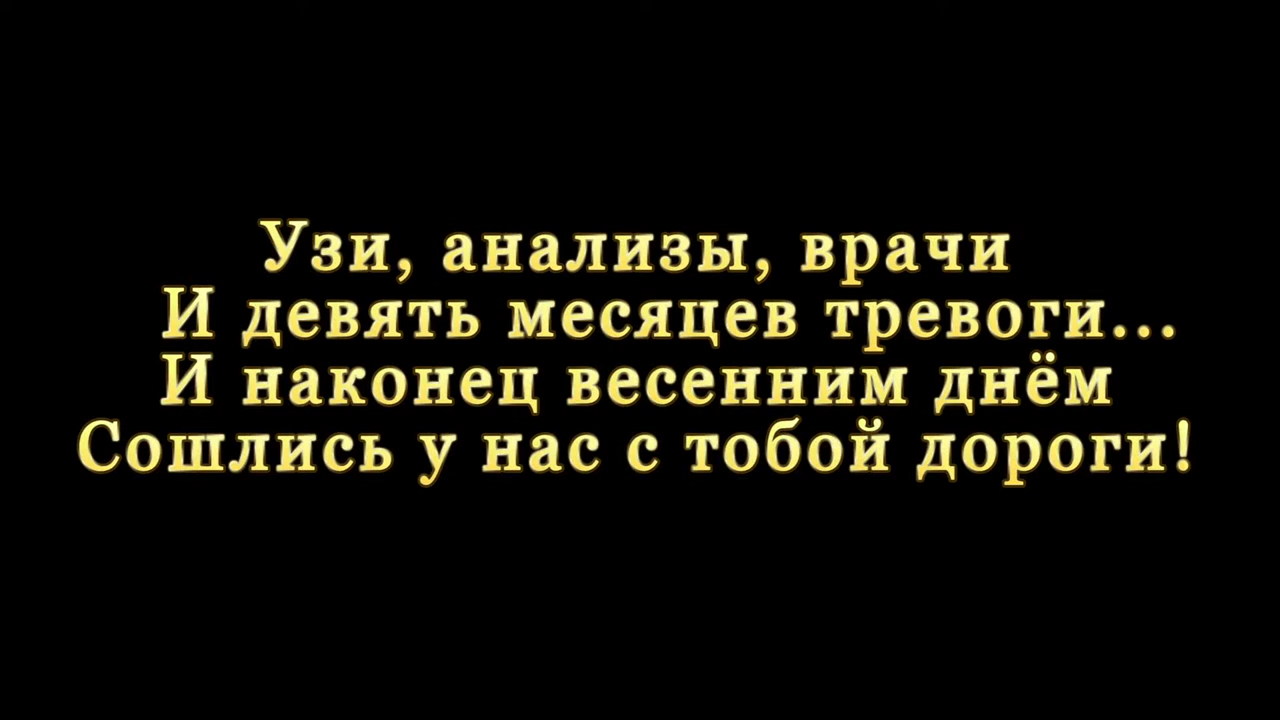 Узи, анализы, врачи
И девять месяцев тревоги...
И наконец весенним днём
Сошлись у нас с тобой дороги!